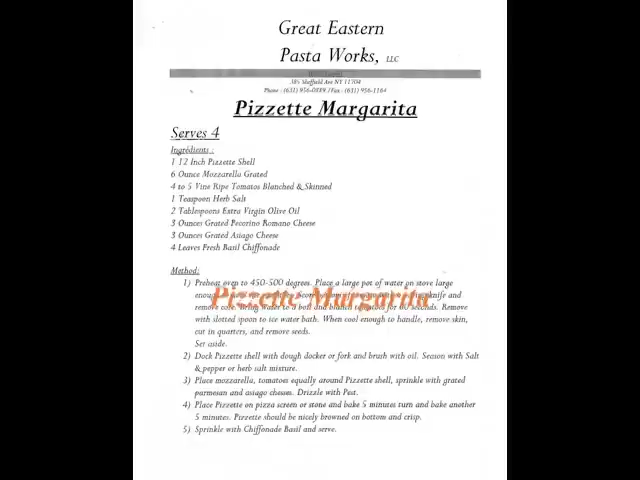 Great Eastern
Pasta Works, LLC
385 Sheffield Ave NY 11704
Phone : (631) 956-0889 / Fax : (631) 956-1164
Pizzette Margarita
Serves 4
Ingredients :
1 12 Inch Pizzette Shell
6 Ounce Mozzarella Grated
4 to 5 Vine Ripe Tomatos Blanched & Skinned
1 Teaspoon Herb Salt
2 Tablespoons Extra Virgin Olive Oil
3 Ounces Grated Pecorino Romano Cheese
3 Ounces Grated Asiago Cheese
4 Leaves Fresh Basil Chiffonade
Method:
1) Preheat oven to 450-500 degrees. Place a large pot of water on stove large
Pizzette Margarita
knife and
remove core. Bring water to a boil and blanch tomatoes for 60 seconds. Remove
with slotted spoon to ice water bath. When cool enough to handle, remove skin,
cut in quarters, and remove seeds.
Set aside.
2) Dock Pizzette shell with dough docker or fork and brush with oil. Season with Salt
& pepper or herb salt mixture.
3) Place mozzarella, tomatoes equally around Pizzette shell, sprinkle with grated
parmesan and asiago cheeses. Drizzle with Pest.
4) Place Pizzette on pizza screen or stone and bake 5 minutes turn and bake another
5 minutes. Pizzette should be nicely browned on bottom and crisp.
5) Sprinkle with Chiffonade Basil and serve.